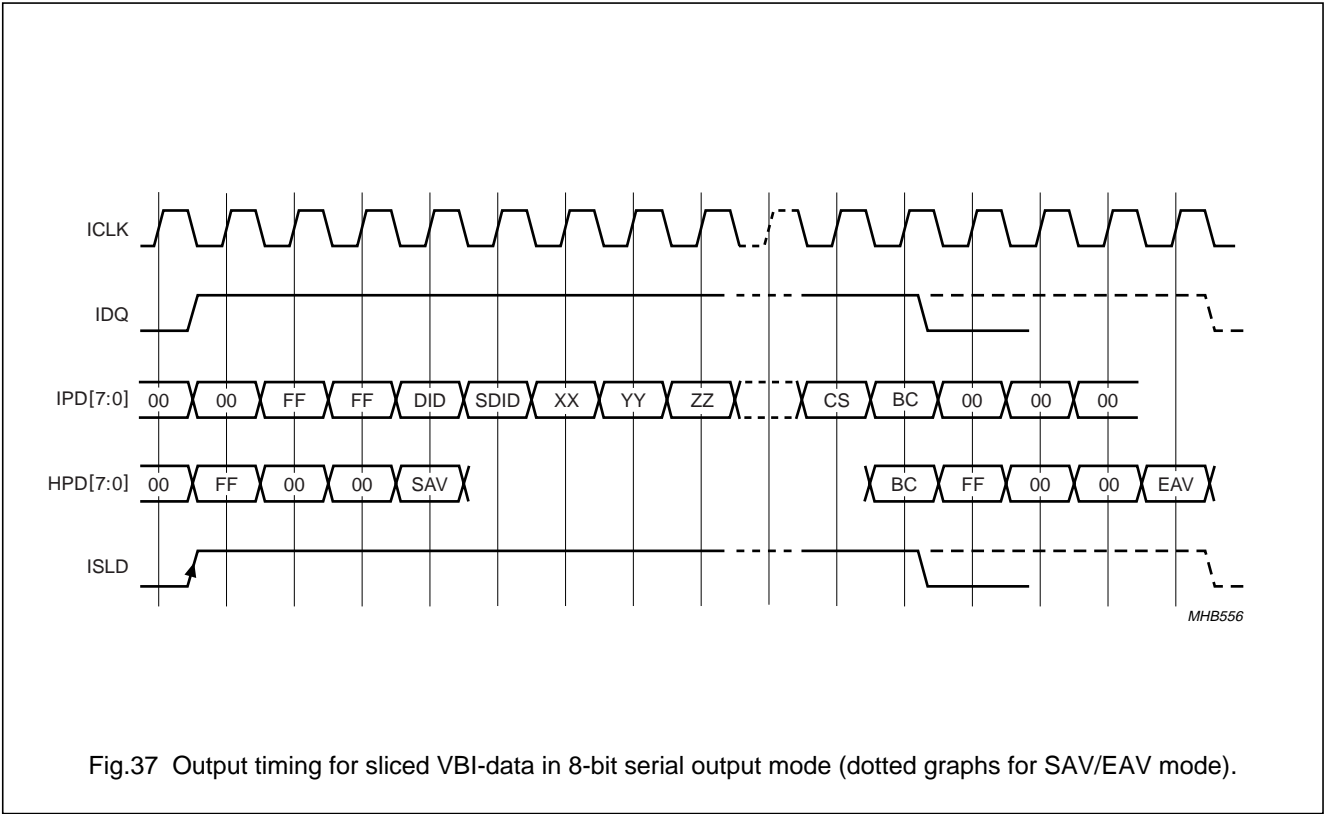 ICLK
IDQ
IPD[7:0] 00 00 FF FF DID SDID XX YY ZZ CS BC 00 00 00
HPD[7:0] 00 FF 00 00 SAV BC FF 00 00 EAV
ISLD
MHB556
Fig.37 Output timing for sliced VBI-data in 8-bit serial output mode (dotted graphs for SAV/EAV mode).